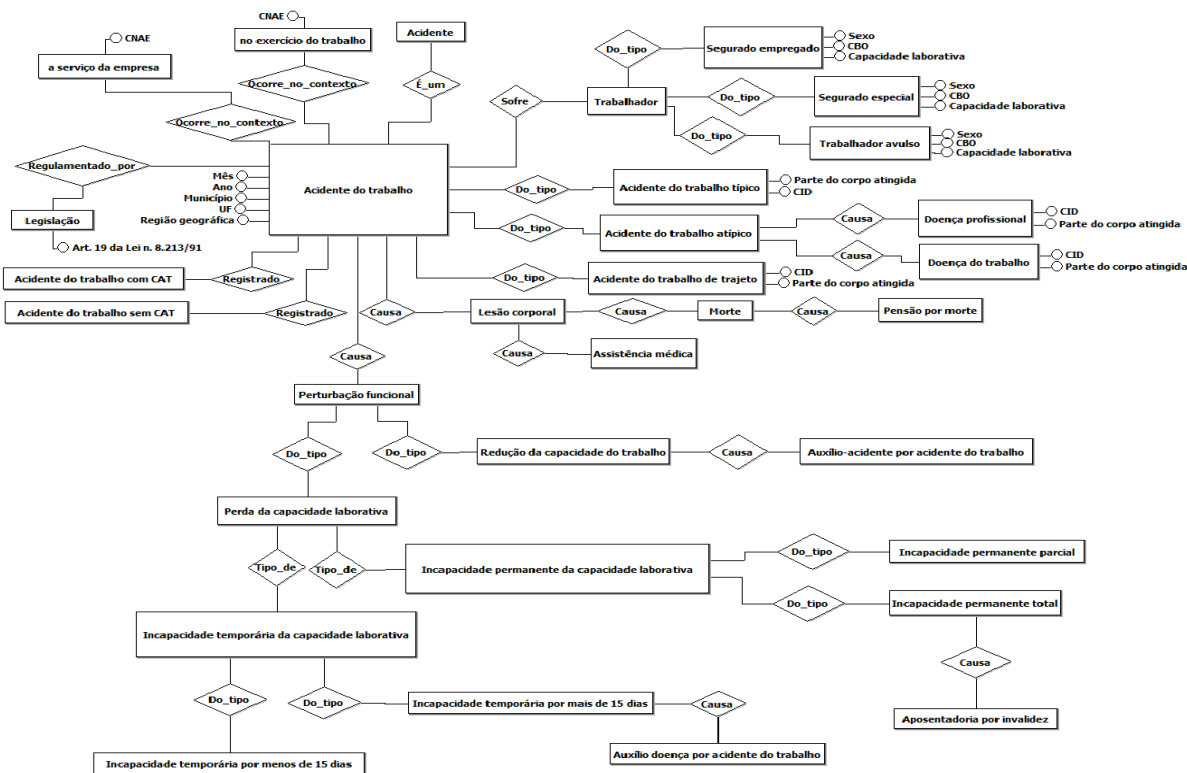 CNAE
no exercício do trabalho
CNAE
a serviço da empresa
Acidente
Ocorre_no_contexto
É_um
Ocorre_no_contexto
Do_tipo
Segurado empregado
Sexo
CBO
Capacidade laborativa
Sofre
Trabalhador
Do_tipo
Segurado especial
Sexo
CBO
Capacidade laborativa
Do_tipo
Trabalhador avulso
Sexo
CBO
Capacidade laborativa
Regulamentado_por
Legislação
Art. 19 da Lei n. 8.213/91
Mês
Ano
Município
UF
Região geográfica
Acidente do trabalho
Do_tipo
Acidente do trabalho típico
Parte do corpo atingida
CID
Do_tipo
Acidente do trabalho atípico
Causa
Doença profissional
CID
Parte do corpo atingida
Causa
Doença do trabalho
CID
Parte do corpo atingida
Do_tipo
Acidente do trabalho de trajeto
CID
Parte do corpo atingida
Acidente do trabalho com CAT
Registrado
Acidente do trabalho sem CAT
Registrado
Causa
Lesão corporal
Causa
Morte
Causa
Pensão por morte
Causa
Assistência médica
Causa
Perturbação funcional
Do_tipo
Do_tipo
Redução da capacidade do trabalho
Causa
Auxílio-acidente por acidente do trabalho
Perda da capacidade laborativa
Tipo_de
Tipo_de
Incapacidade permanente da capacidade laborativa
Do_tipo
Incapacidade permanente parcial
Do_tipo
Incapacidade permanente total
Causa
Aposentadoria por invalidez
Incapacidade temporária da capacidade laborativa
Do_tipo
Do_tipo
Incapacidade temporária por mais de 15 dias
Causa
Auxílio doença por acidente do trabalho
Incapacidade temporária por menos de 15 dias